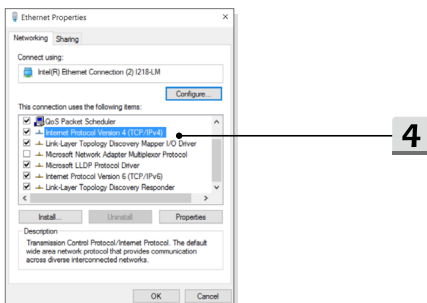 Ethernet Properties
Networking Sharing
Connect using:
Intel(R) Ethernet Connection (2) I218-LM
Configure...
This connection uses the following items:
QoS Packet Scheduler
Internet Protocol Version 4 (TCP/IPv4)
Link-Layer Topology Discovery Mapper I/O Driver
Microsoft Network Adapter Multiplexor Protocol
Microsoft LLDP Protocol Driver
Internet Protocol Version 6 (TCP/IPv6)
Link-Layer Topology Discovery Responder
Install... Uninstall Properties
Description
Transmission Control Protocol/Internet Protocol. The default
wide area network protocol that provides communication
across diverse interconnected networks.
OK Cancel
4